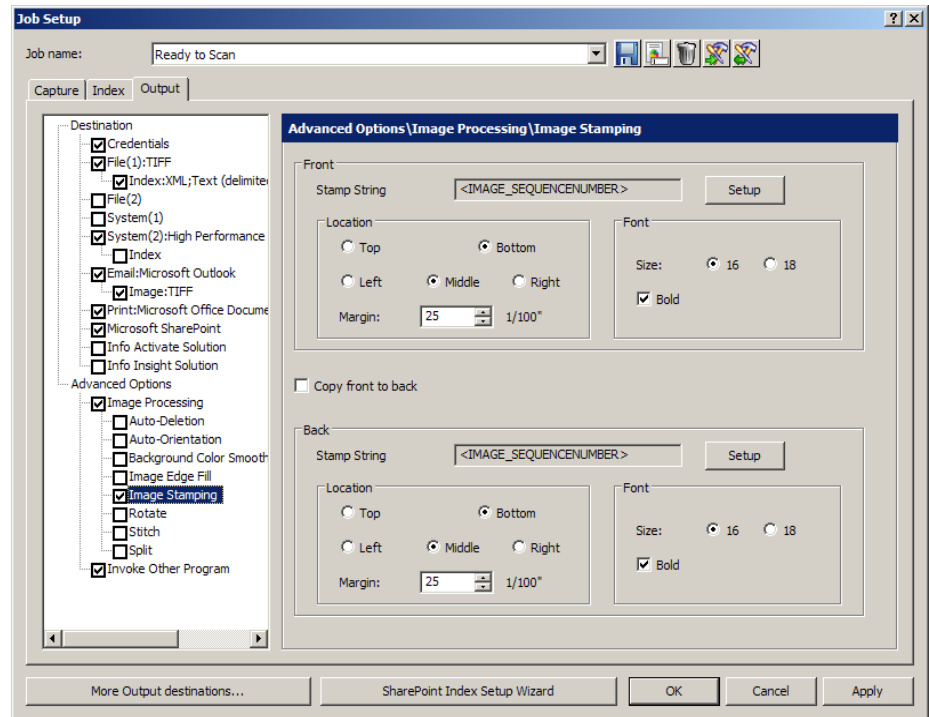 Job Setup
Job name: Ready to Scan
Capture Index Output
Destination
Credentials
File(1):TIFF
Index:XML;Text (delimite
File(2)
System(1)
System(2):High Performance
Index
Email:Microsoft Outlook
Image:TIFF
Print:Microsoft Office Docume
Microsoft SharePoint
Info Activate Solution
Info Insight Solution
Advanced Options
Image Processing
Auto-Deletion
Auto-Orientation
Background Color Smooth
Image Edge Fill
Image Stamping
Rotate
Stitch
Split
Invoke Other Program
Advanced Options\Image Processing\Image Stamping
Front
Stamp String <IMAGE_SEQUENCENUMBER> Setup
Location
Top Bottom
Left Middle Right
Margin: 25 1/100"
Font
Size: 16 18
Bold
Copy front to back
Back
Stamp String <IMAGE_SEQUENCENUMBER> Setup
Location
Top Bottom
Left Middle Right
Margin: 25 1/100"
Font
Size: 16 18
Bold
More Output destinations... SharePoint Index Setup Wizard OK Cancel Apply